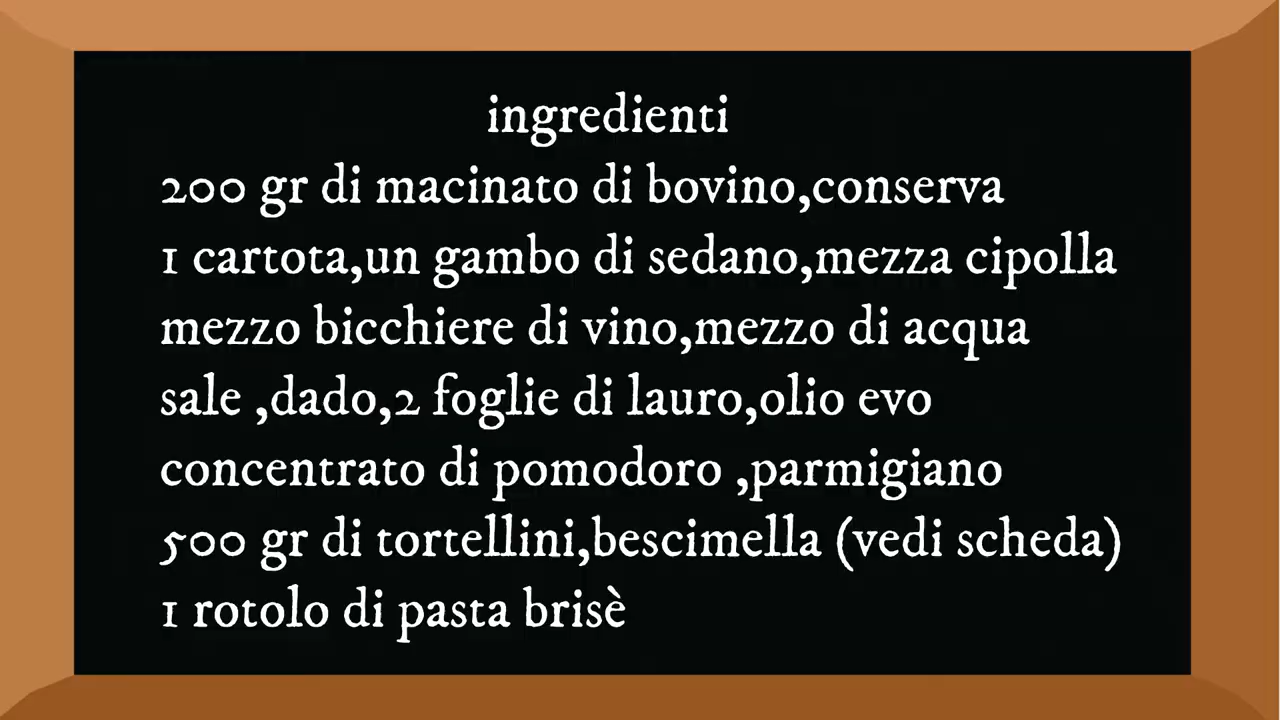 ingredienti
200 gr di macinato di bovino,conserva
1 cartota,un gambo di sedano,mezza cipolla
mezzo bicchiere di vino,mezzo di acqua
sale ,dado,2 foglie di lauro,olio evo
concentrato di pomodoro ,parmigiano
500 gr di tortellini,bescimella (vedi scheda)
1 rotolo di pasta brisè